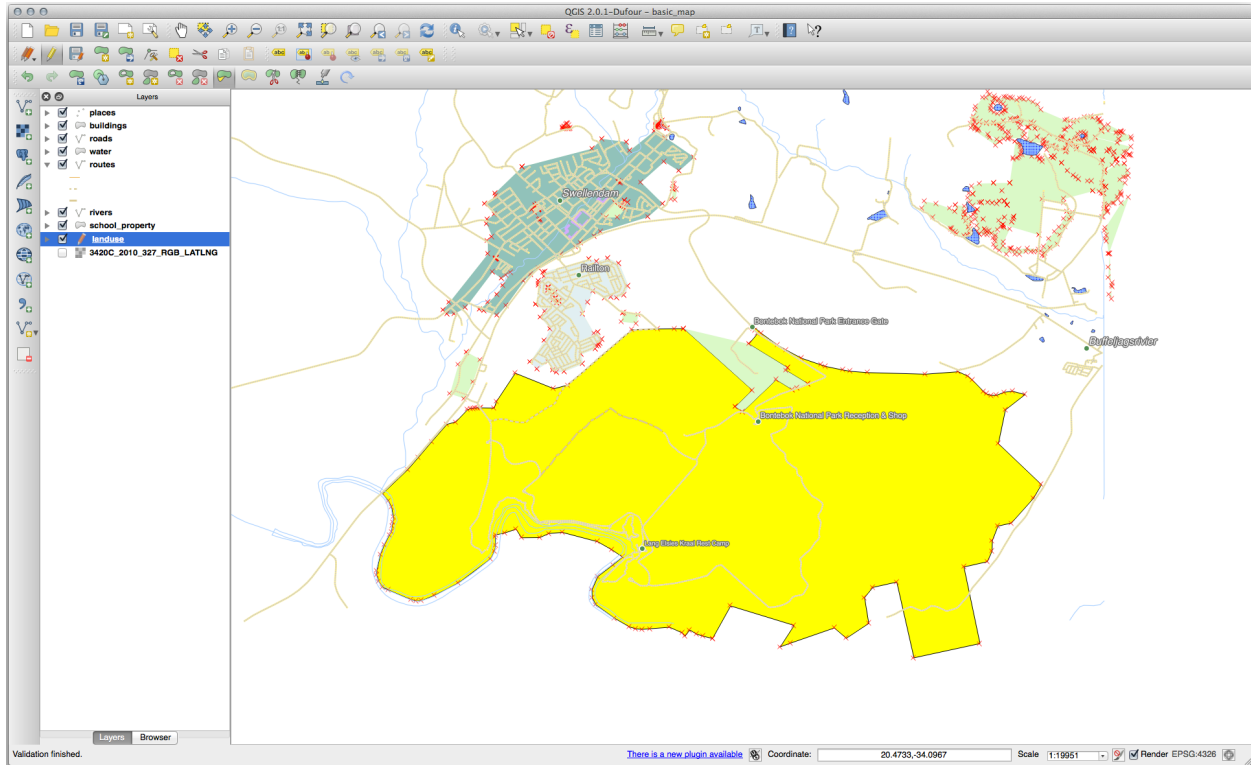 QGIS 2.0.1-Dufour - basic_map
Layers
places
buildings
roads
water
routes
rivers
school_property
landuse
3420C_2010_327_RGB_LATLNG
Swellendam
Railton
Bontebok National Park Entrance Gate
Buffeljagsrivier
Bontebok National Park Reception & Shop
Lang Elsies Kraal Rest Camp
Layers
Browser
Validation finished.
There is a new plugin available
Coordinate:
20.4733,-34.0967
Scale
1:19951
Render
EPSG:4326